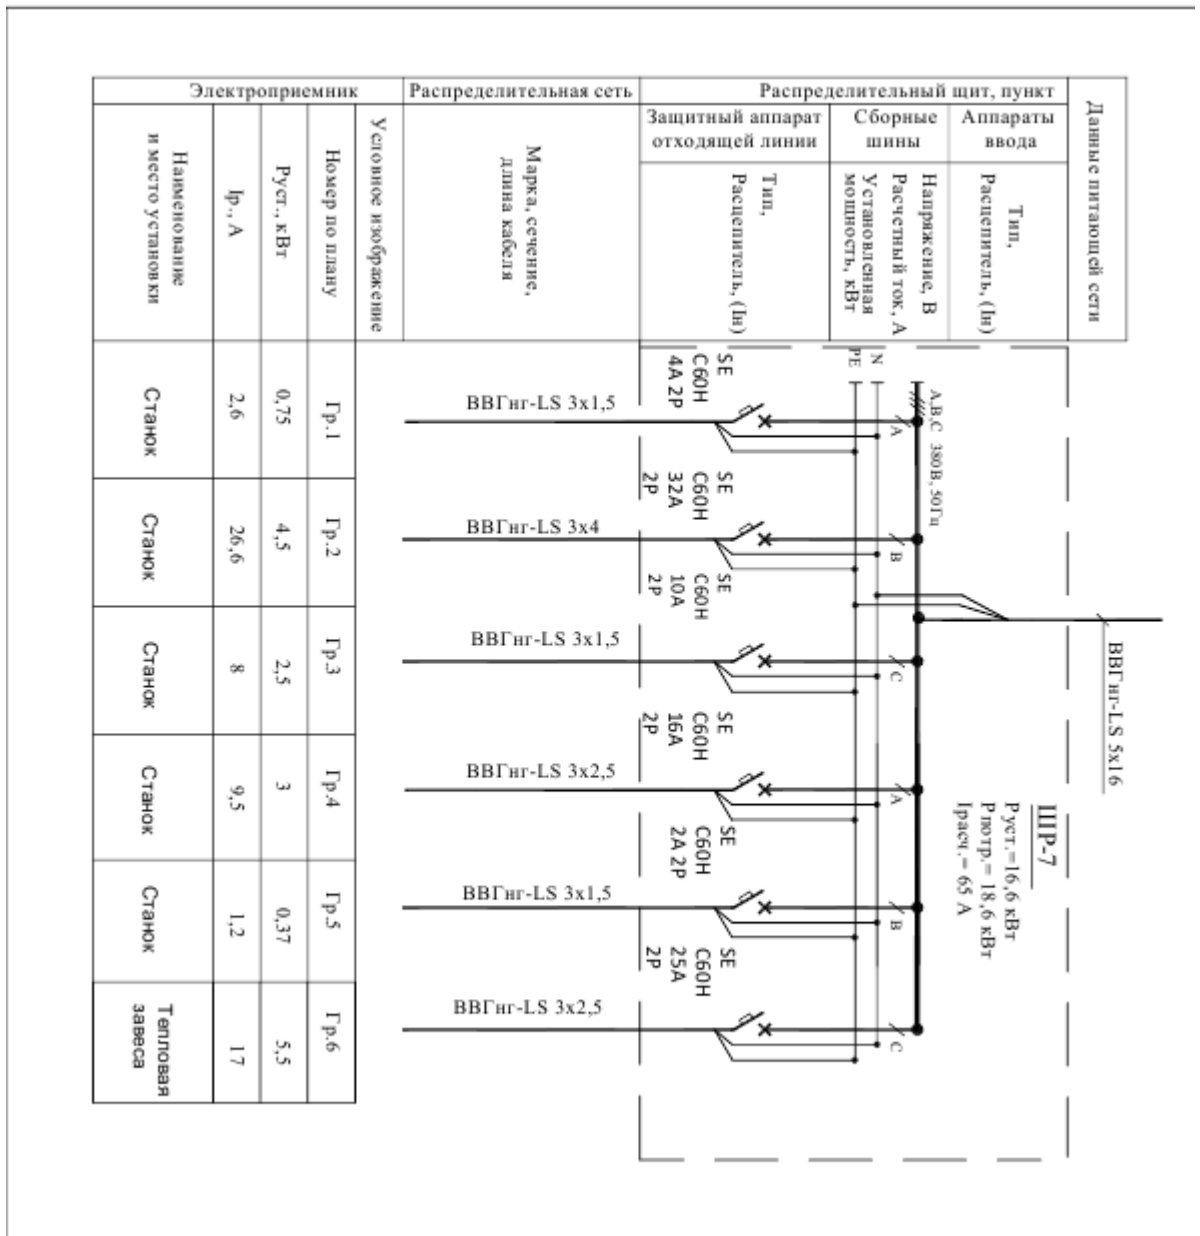 Данные питающей сети
Распределительный щит, пункт
Аппараты
ввода
Тип,
Расцепитель, (Iн)
Сборные
шины
Напряжение, В
Расчетный ток, А
Установленная
мощность, кВт
Защитный аппарат
отходящей линии
Тип,
Расцепитель, (Iн)
Распределительная сеть
Марка, сечение,
длина кабеля
Электроприемник
Условное изображение
Номер по плану
Руст., кВт
Iр., А
Наименование
и место установки
ВВГнг-LS 5х16
ШР-7
Руст.=16,6 кВт
Рпотр.= 18,6 кВт
Iрасч.= 65 А
А,В,С 380В, 50Гц
N
PE
A
B
C
A
B
C
SE
C60H
4A 2P
SE
C60H
32A
2P
SE
C60H
10A
2P
SE
C60H
16A
2P
SE
C60H
2A 2P
SE
C60H
25A
2P
ВВГнг-LS 3х1,5
ВВГнг-LS 3х4
ВВГнг-LS 3х1,5
ВВГнг-LS 3х2,5
ВВГнг-LS 3х1,5
ВВГнг-LS 3х2,5
Гр.1
Гр.2
Гр.3
Гр.4
Гр.5
Гр.6
0,75
4,5
2,5
3
0,37
5,5
2,6
26,6
8
9,5
1,2
17
Станок
Станок
Станок
Станок
Станок
Тепловая
завеса